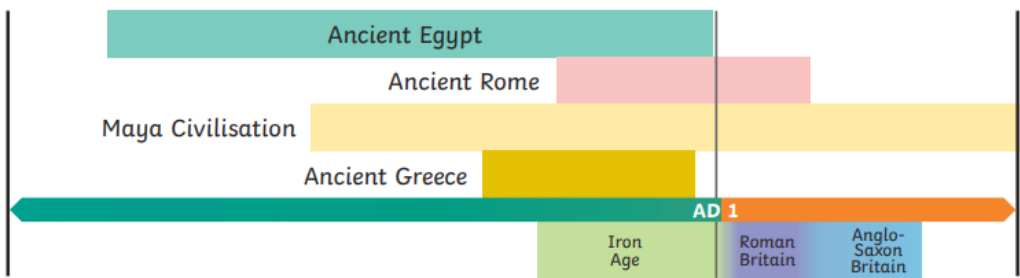 Ancient Egypt
Ancient Rome
Maya Civilisation
Ancient Greece
AD 1
Iron
Age
Roman
Britain
Anglo-
Saxon
Britain